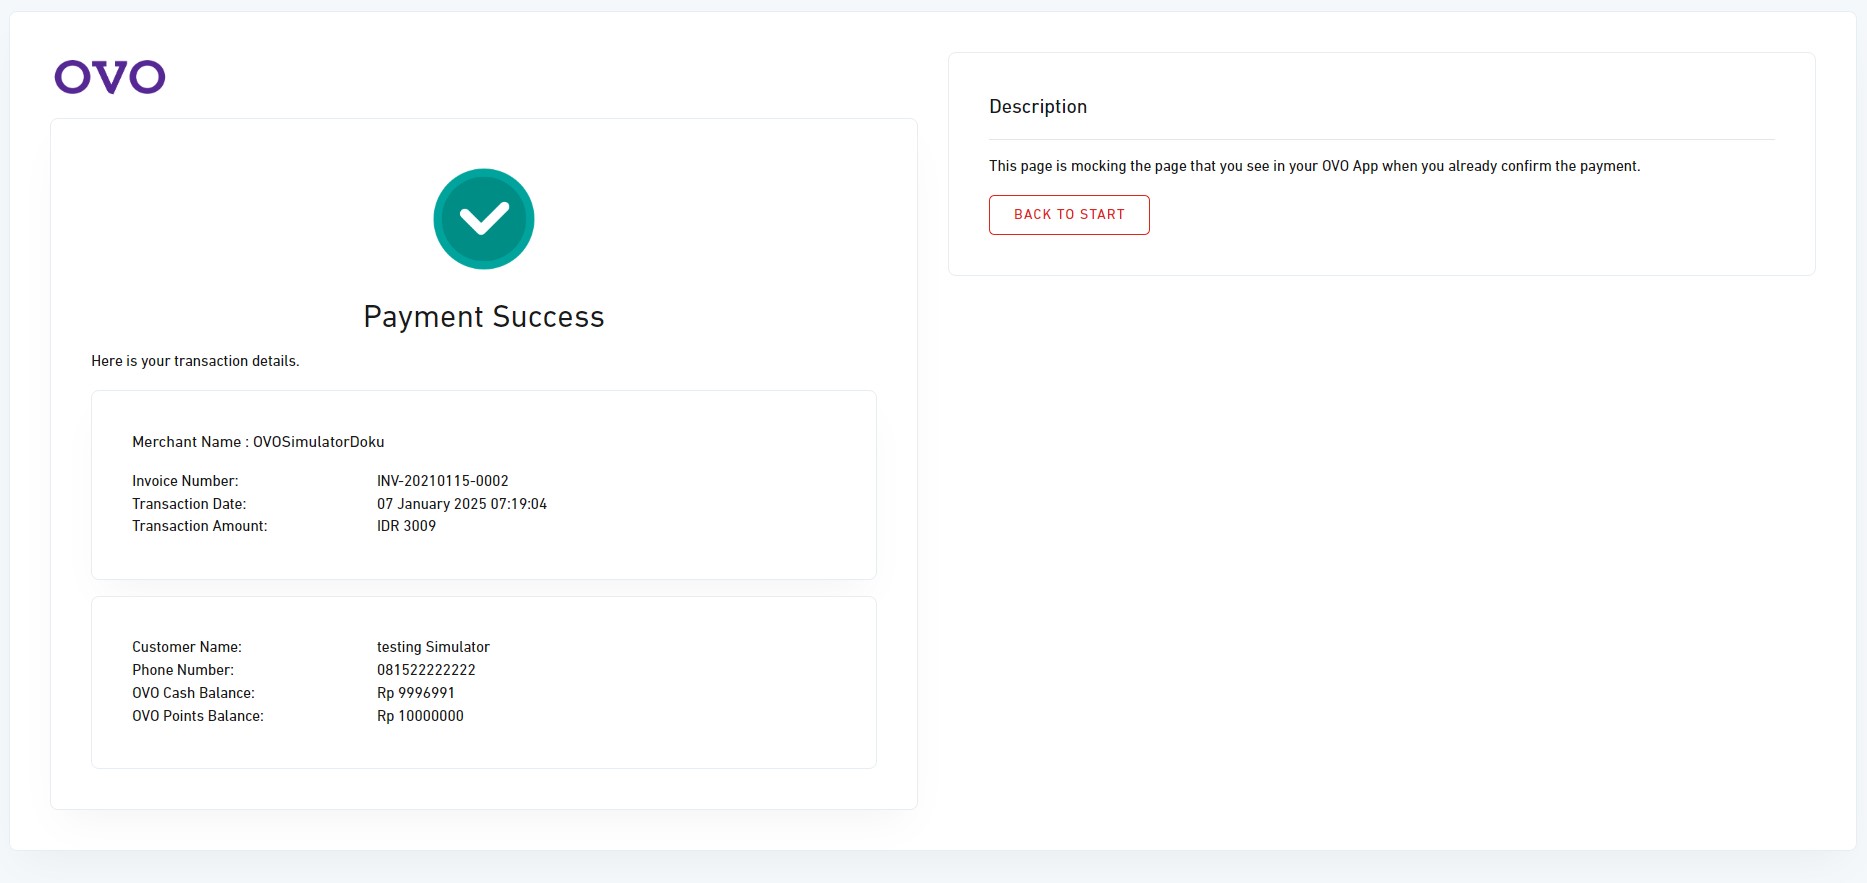 OVO
Payment Success
Here is your transaction details.
Merchant Name : OVOSimulatorDoku
Invoice Number: INV-20210115-0002
Transaction Date: 07 January 2025 07:19:04
Transaction Amount: IDR 3009
Customer Name: testing Simulator
Phone Number: 081522222222
OVO Cash Balance: Rp 9996991
OVO Points Balance: Rp 10000000
Description
This page is mocking the page that you see in your OVO App when you already confirm the payment.
BACK TO START